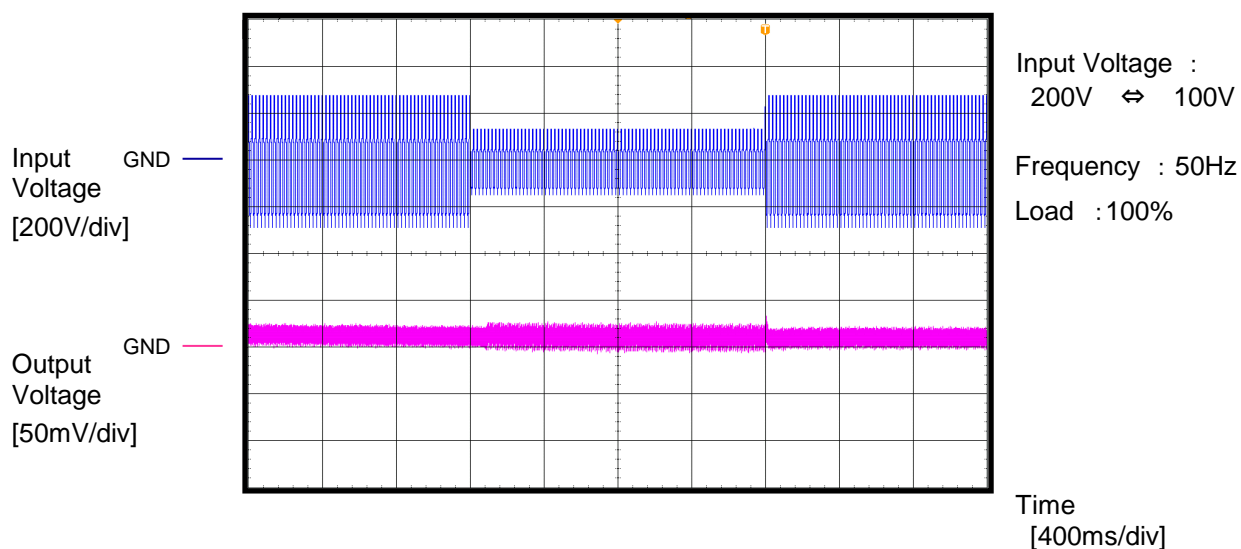 Input
Voltage
[200V/div]
GND
Output
Voltage
[50mV/div]
GND
T
Input Voltage :
200V ⇔ 100V
Frequency : 50Hz
Load :100%
Time
[400ms/div]